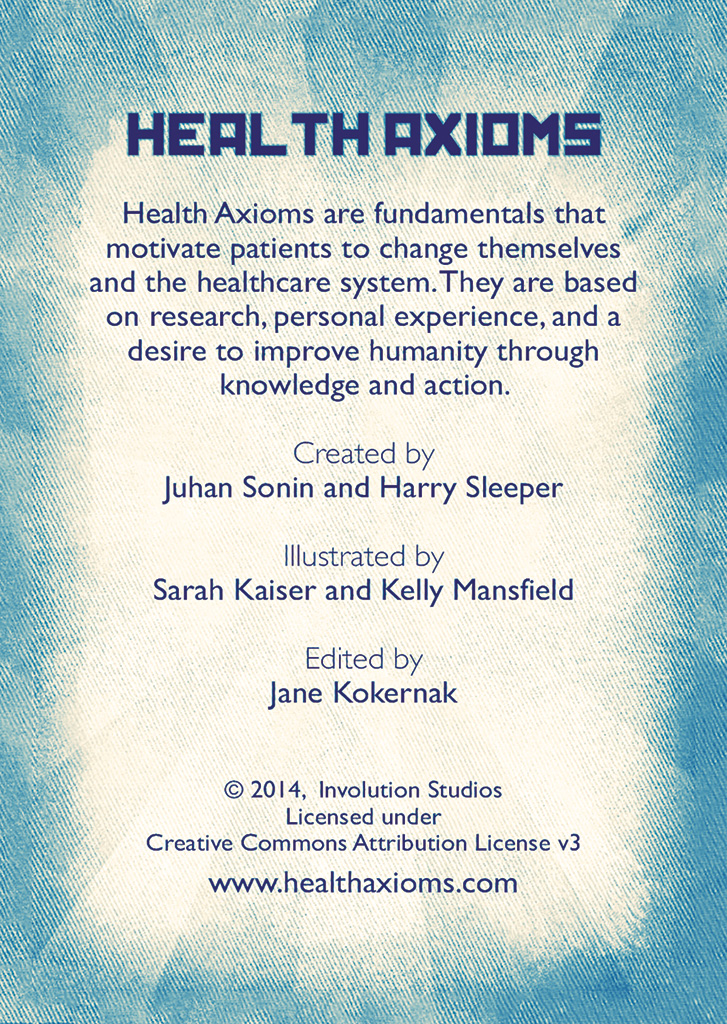 HEALTH AXIOMS
Health Axioms are fundamentals that
motivate patients to change themselves
and the healthcare system. They are based
on research, personal experience, and a
desire to improve humanity through
knowledge and action.
Created by
Juhan Sonin and Harry Sleeper
Illustrated by
Sarah Kaiser and Kelly Mansfield
Edited by
Jane Kokernak
© 2014, Involution Studios
Licensed under
Creative Commons Attribution License v3
www.healthaxioms.com